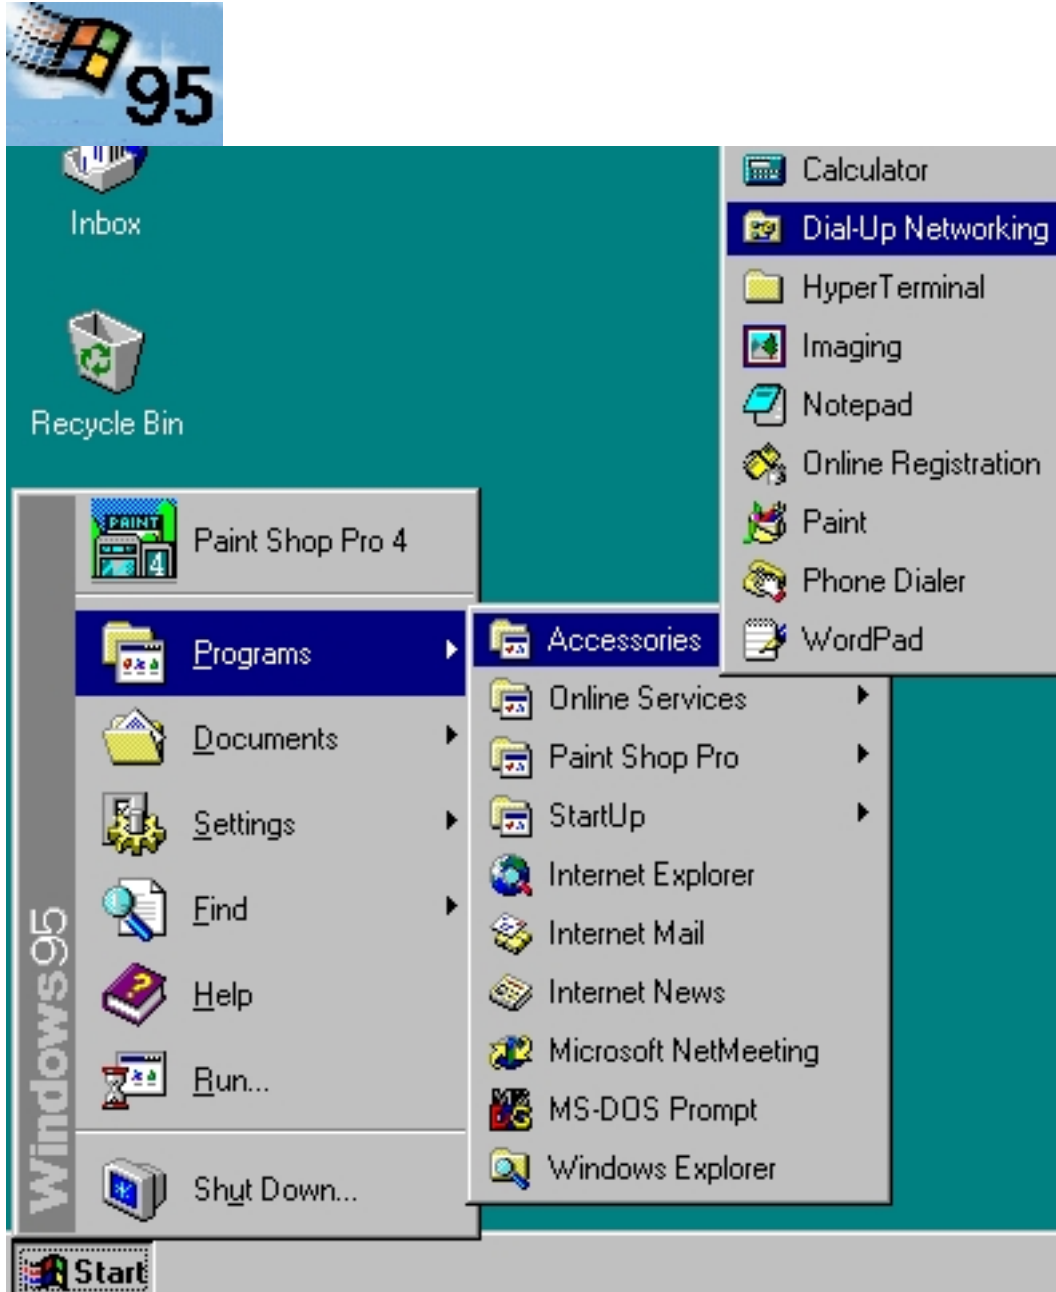 95
Inbox
Recycle Bin
Calculator
Dial-Up Networking
HyperTerminal
Imaging
Notepad
Online Registration
Paint
Phone Dialer
WordPad
PAINT
4
Paint Shop Pro 4
Programs
Documents
Settings
Find
Help
Run...
Shut Down...
Windows95
Accessories
Online Services
Paint Shop Pro
StartUp
Internet Explorer
Internet Mail
Internet News
Microsoft NetMeeting
MS-DOS Prompt
Windows Explorer
Start